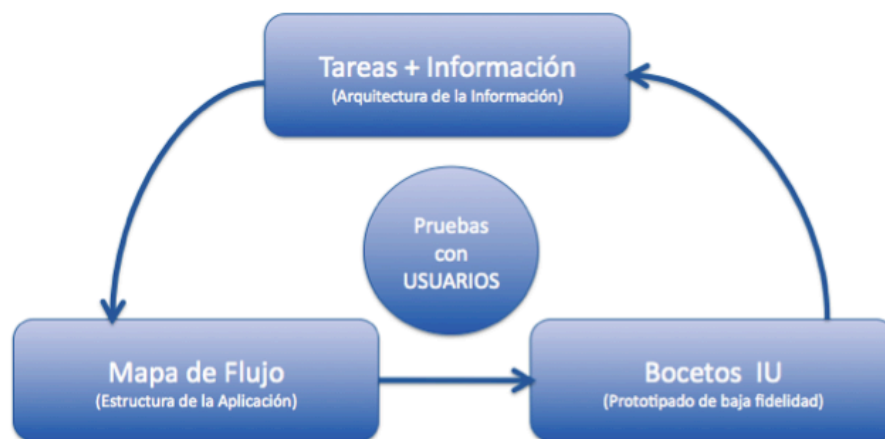 Tareas + Información
(Arquitectura de la Información)
Pruebas
con
USUARIOS
Mapa de Flujo
(Estructura de la Aplicación)
Bocetos IU
(Prototipado de baja fidelidad)